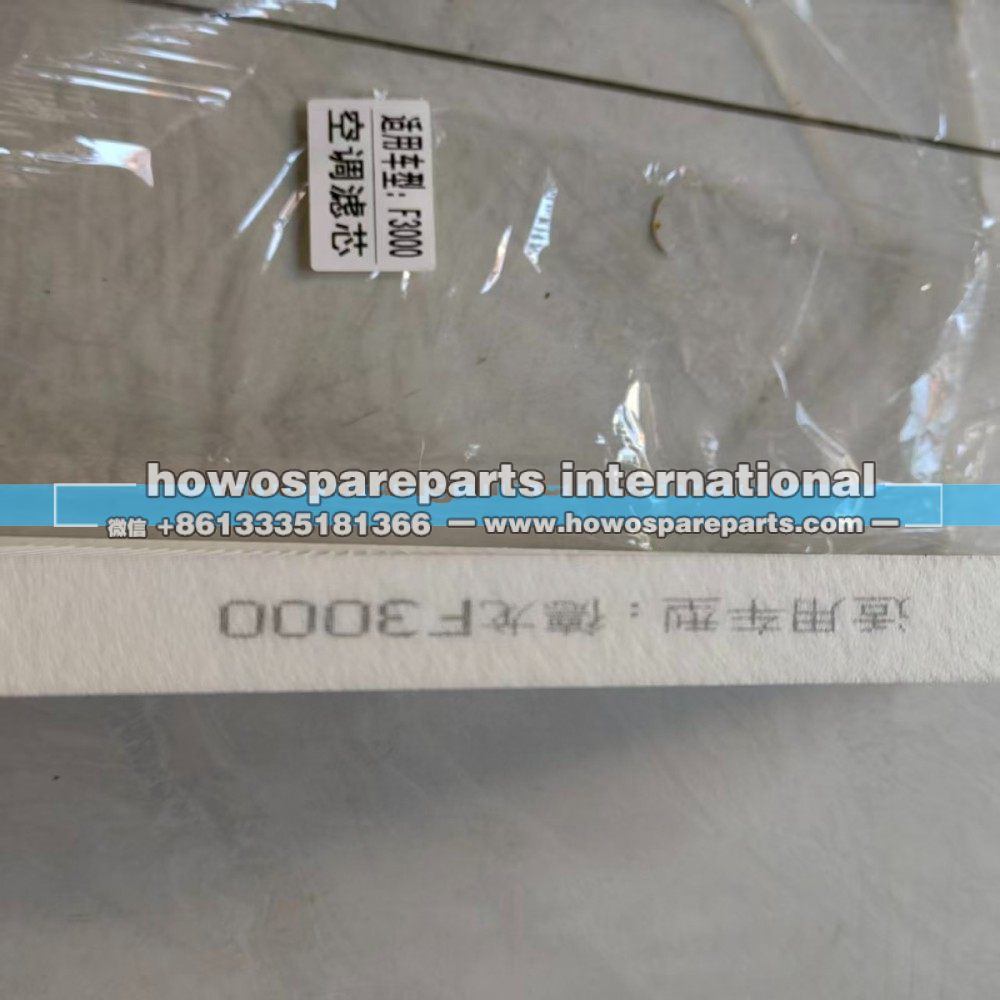 适用车型：F3000
空调滤芯
howospareparts international
微信 +8613335181366 — www.howospareparts.com —
适用车型：德龙F3000